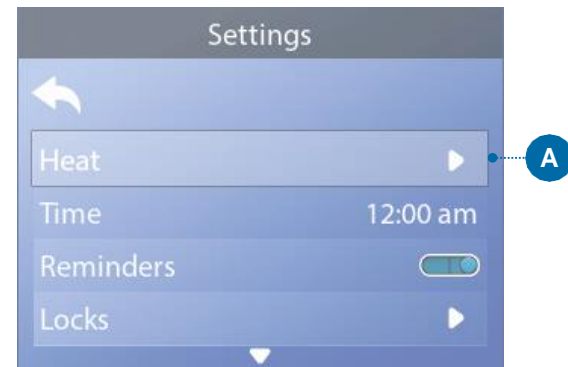 Settings
Heat
A
Time 12:00 am
Reminders
Locks